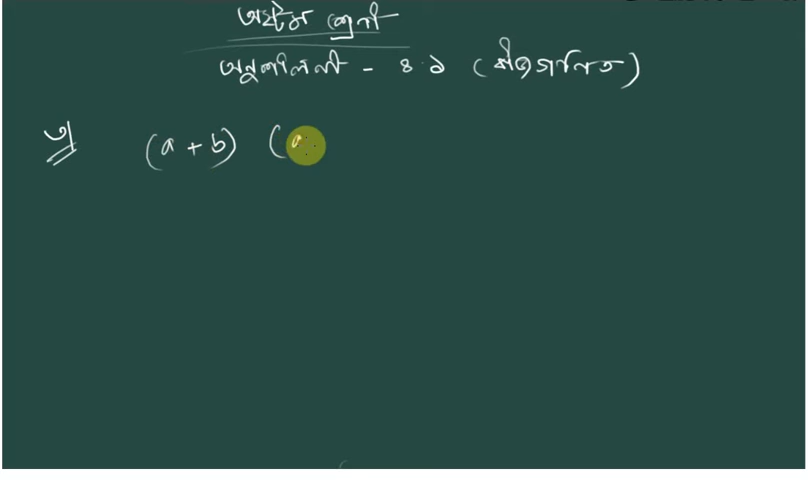 অষ্টম শ্রেণী
অনুশীলনী - ৪.১ (বীজগণিত)
(a + b) (a